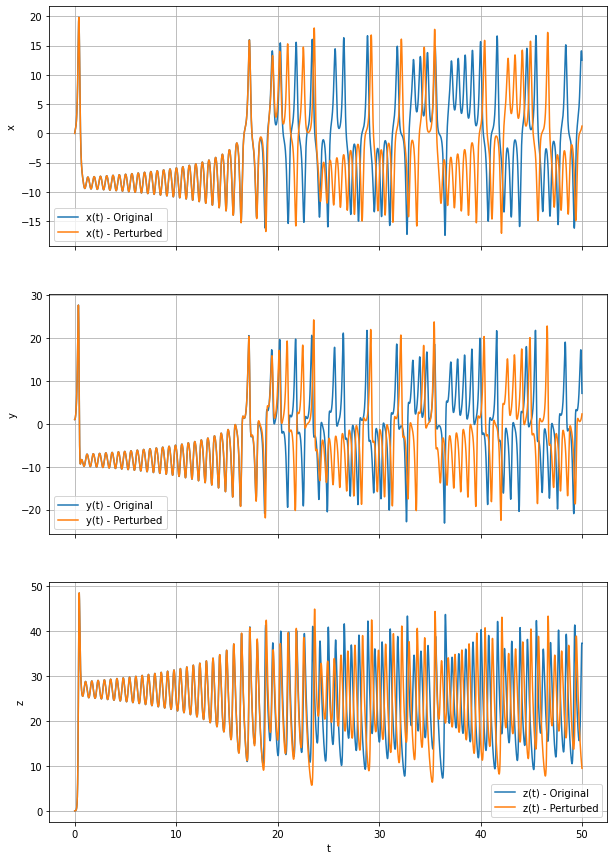 20
15
10
5
0
−5
−10
−15
x
x(t) - Original
x(t) - Perturbed
30
20
10
0
−10
−20
y
y(t) - Original
y(t) - Perturbed
50
40
30
20
10
0
z
z(t) - Original
z(t) - Perturbed
0 10 20 30 40 50
t